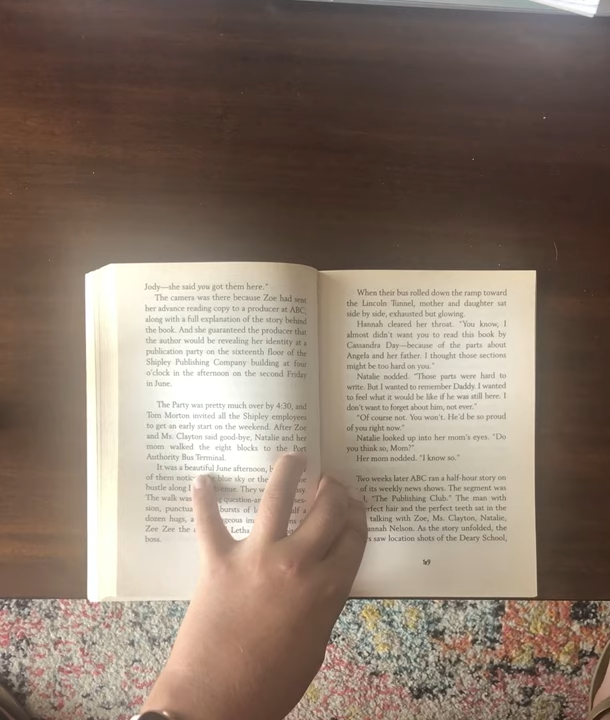 Jody—she said you got them here."
The camera was there because Zoe had sent
her advance reading copy to a producer at ABC,
along with a full explanation of the story behind
the book. And she guaranteed the producer that
the author would be revealing her identity at a
publication party on the sixteenth floor of the
Shipley Publishing Company building at four
o'clock in the afternoon on the second Friday
in June.
The Party was pretty much over by 4:30, and
Tom Morton invited all the Shipley employees
to get an early start on the weekend. After Zoe
and Ms. Clayton said good-bye, Natalie and her
mom walked the eight blocks to the Port
Authority Bus Terminal.
It was a beautiful June afternoon,
of them blue sky or the
bustle along They
The walk was question-and-
sion, bursts of
dozen hugs, a
Zee Zee the Letha
boss.
When their bus rolled down the ramp toward
the Lincoln Tunnel, mother and daughter sat
side by side, exhausted but glowing.
Hannah cleared her throat. "You know, I
almost didn't want you to read this book by
Cassandra Day—because of the parts about
Angela and her father. I thought those sections
might be too hard on you."
Natalie nodded. "Those parts were hard to
write. But I wanted to remember Daddy. I wanted
to feel what it would be like if he was still here. I
don't want to forget about him, not ever."
"Of course not. You won't. He'd be so proud
of you right now."
Natalie looked up into her mom's eyes. "Do
you think so, Mom?"
Her mom nodded. "I know so."
Two weeks later ABC ran a half-hour story on
of its weekly news shows. The segment was
"The Publishing Club." The man with
hair and the perfect teeth sat in the
talking with Zoe, Ms. Clayton, Natalie,
Nelson. As the story unfolded, the
saw location shots of the Deary School,